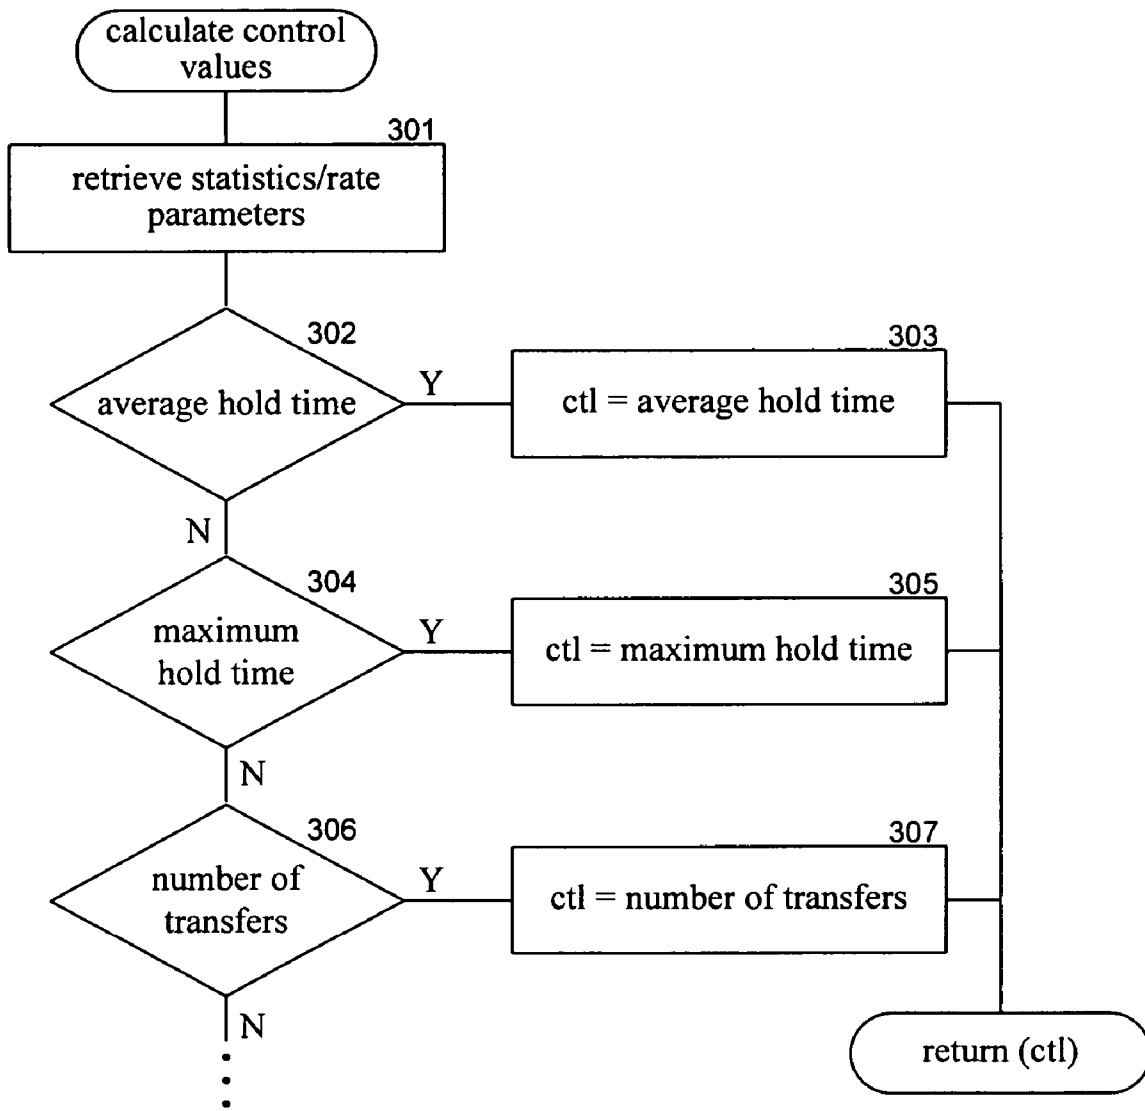 calculate control
values
301
retrieve statistics/rate
parameters
302
average hold time
Y
303
ctl = average hold time
N
304
maximum
hold time
Y
305
ctl = maximum hold time
N
306
number of
transfers
Y
307
ctl = number of transfers
N
return (ctl)